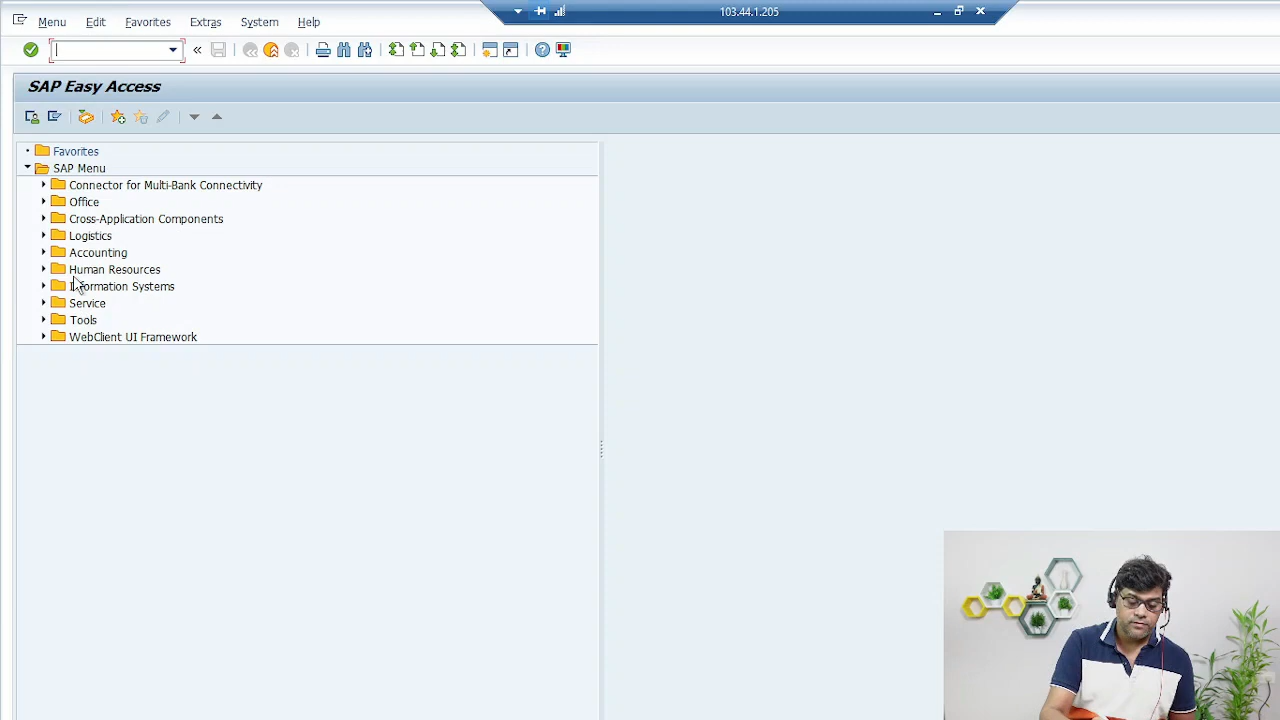 103.44.1.205
Menu Edit Favorites Extras System Help
SAP Easy Access
Favorites
SAP Menu
Connector for Multi-Bank Connectivity
Office
Cross-Application Components
Logistics
Accounting
Human Resources
Information Systems
Service
Tools
WebClient UI Framework